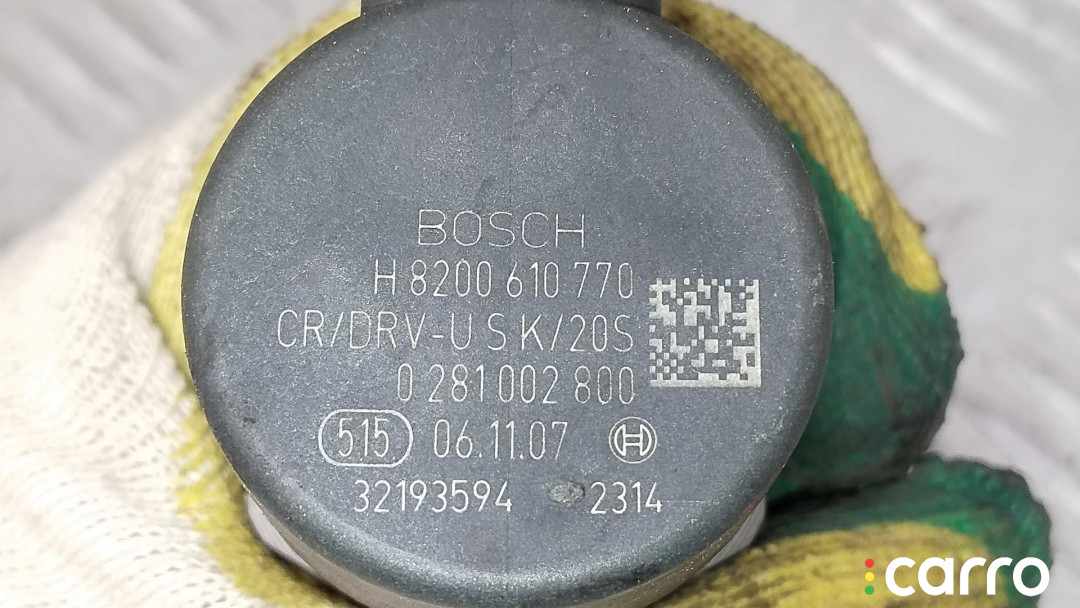 BOSCH
H 8200 610 770
CR/DRV-U S K/20S
0 281 002 800
515 06.11.07
32193594 2314
carro